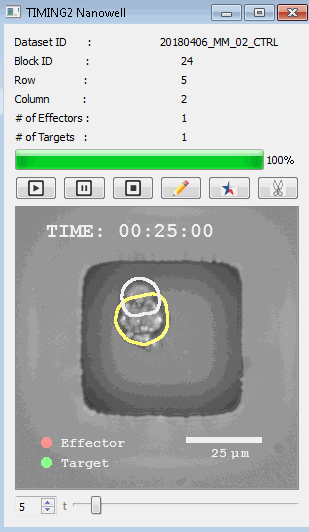 TIMING2 Nanowell
Dataset ID : 20180406_MM_02_CTRL
Block ID : 24
Row : 5
Column : 2
# of Effectors : 1
# of Targets : 1
100%
TIME: 00:25:00
Effector
Target
25 µm
5 t